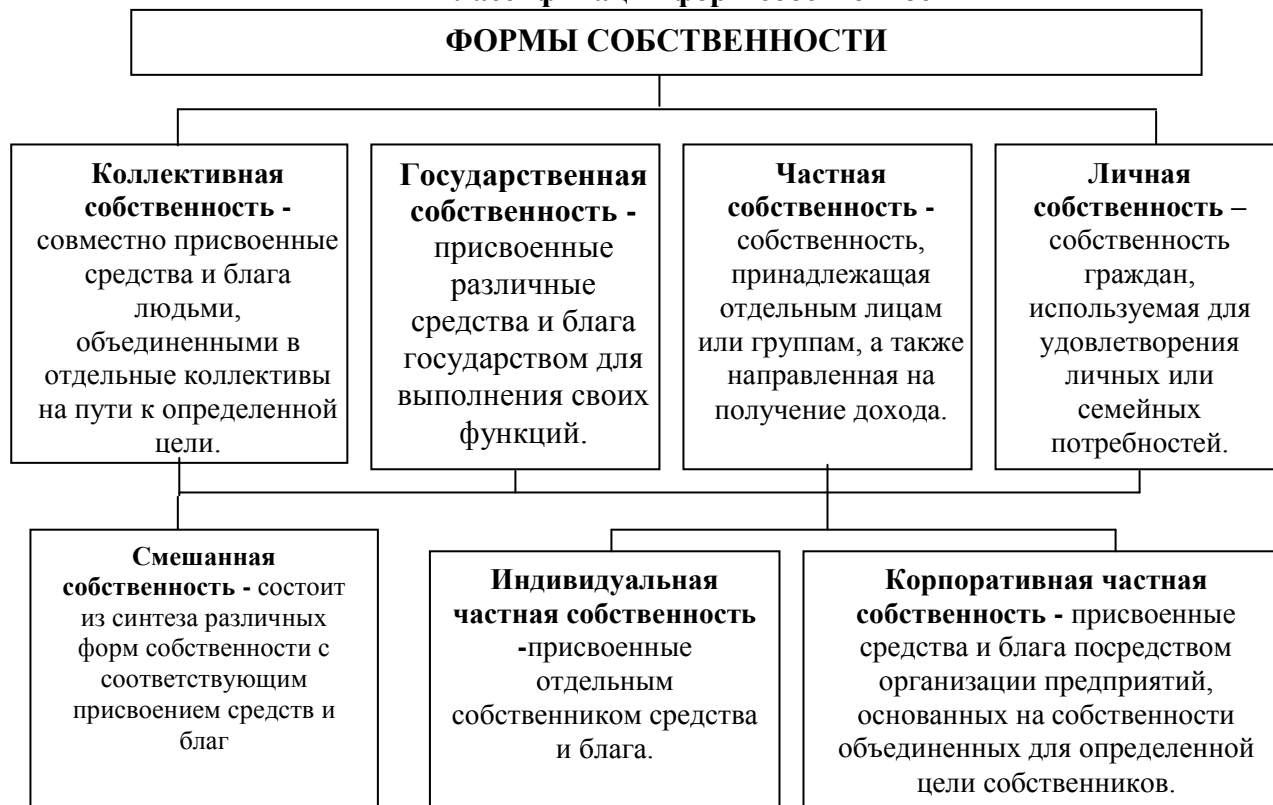 ФОРМЫ СОБСТВЕННОСТИ
Коллективная
собственность -
совместно присвоенные
средства и блага
людьми,
объединенными в
отдельные коллективы
на пути к определенной
цели.
Государственная
собственность -
присвоенные
различные
средства и блага
государством для
выполнения своих
функций.
Частная
собственность -
собственность,
принадлежащая
отдельным лицам
или группам, а также
направленная на
получение дохода.
Личная
собственность –
собственность
граждан,
используемая для
удовлетворения
личных или
семейных
потребностей.
Смешанная
собственность - состоит
из синтеза различных
форм собственности с
соответствующим
присвоением средств и
благ
Индивидуальная
частная собственность
-присвоенные
отдельным
собственником средства
и блага.
Корпоративная частная
собственность - присвоенные
средства и блага посредством
организации предприятий,
основанных на собственности
объединенных для определенной
цели собственников.